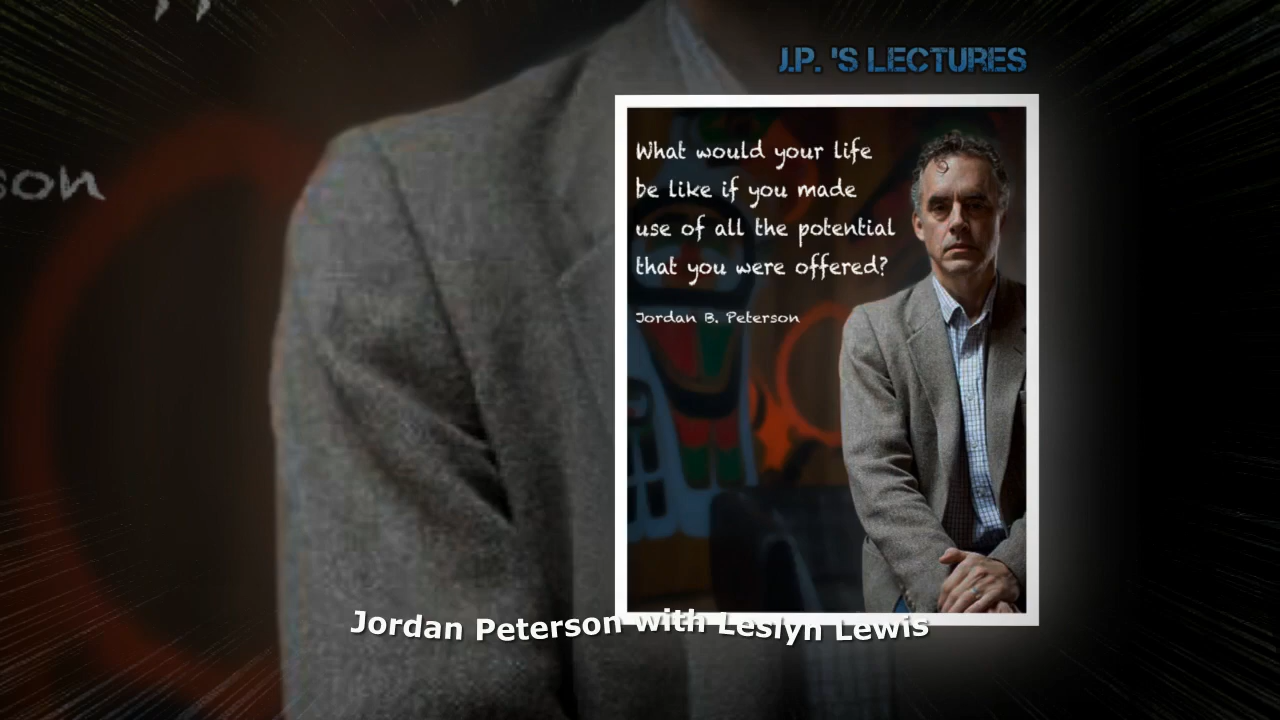 J.P. 'S LECTURES
What would your life
be like if you made
use of all the potential
that you were offered?
Jordan B. Peterson
son
Jordan Peterson with Leslyn Lewis